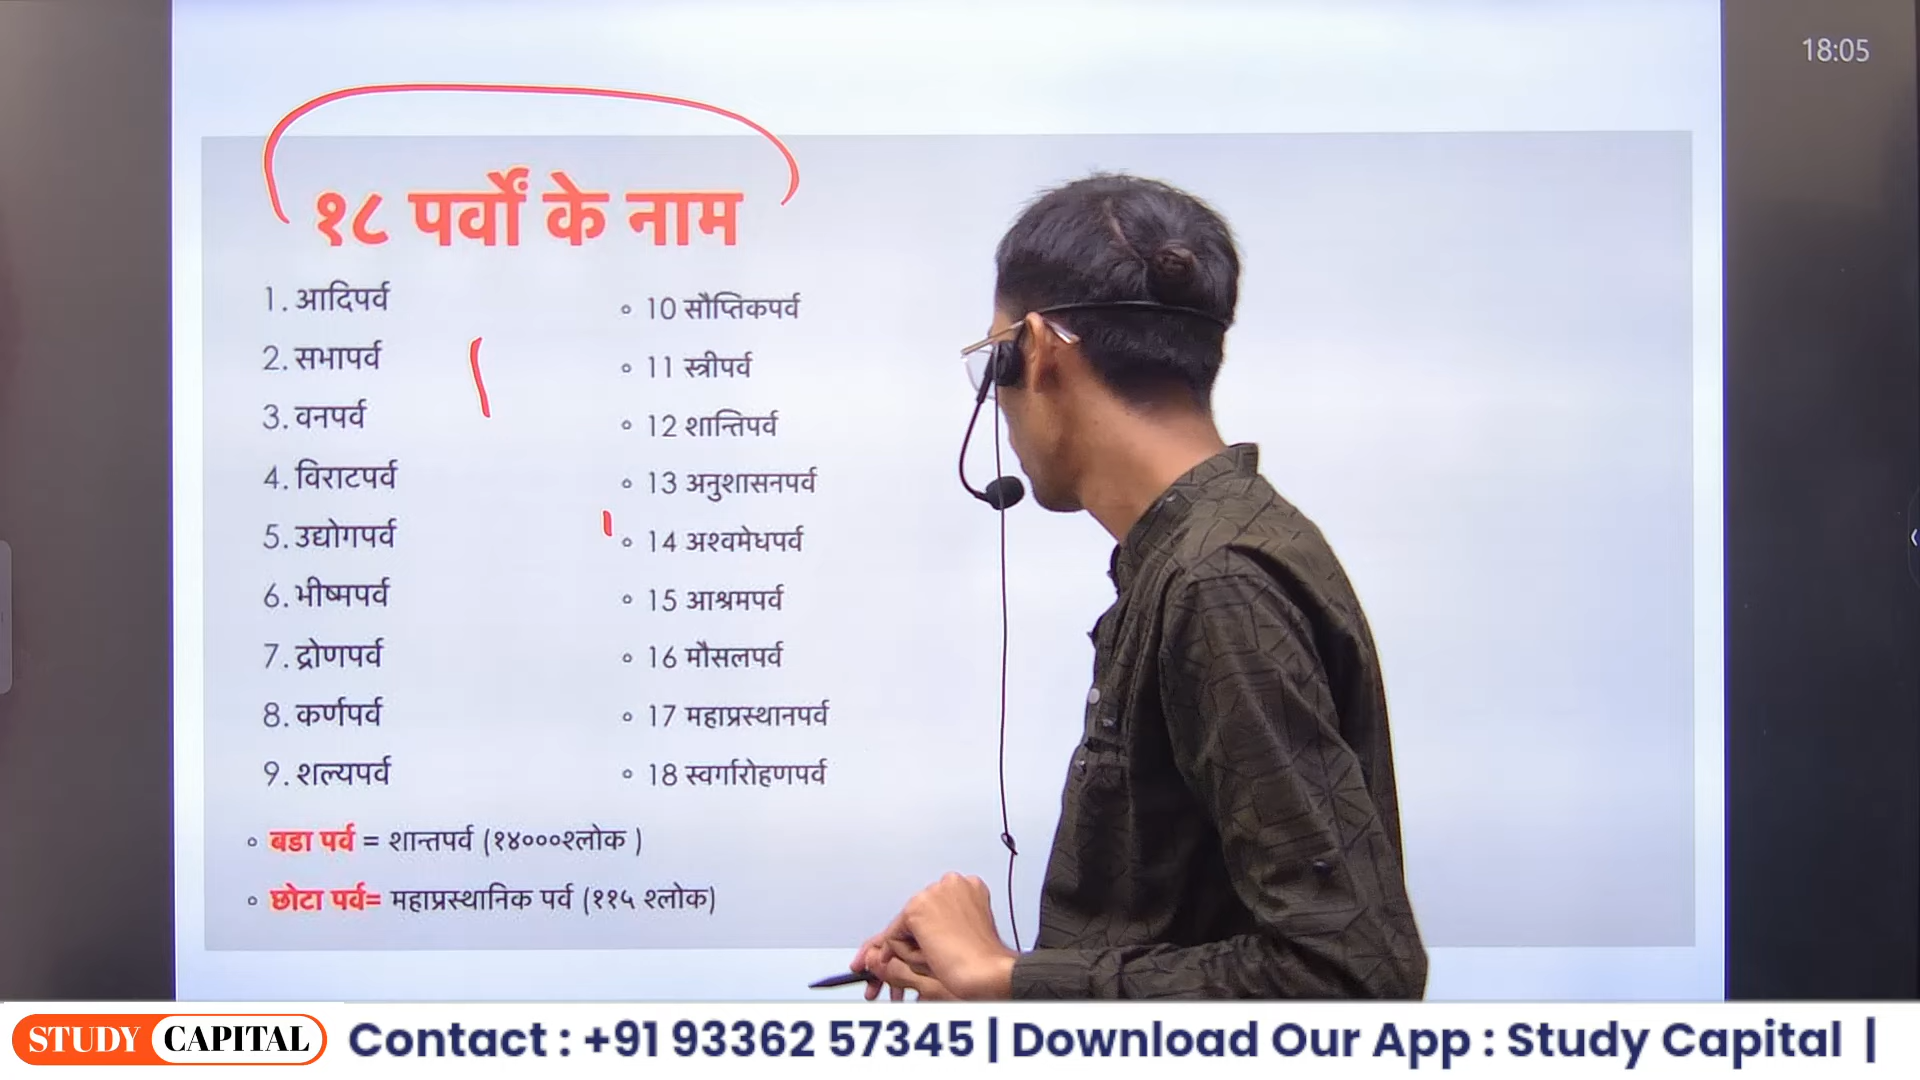 18:05
१८ पर्वों के नाम
1. आदिपर्व
2. सभापर्व
3. वनपर्व
4. विराटपर्व
5. उद्योगपर्व
6. भीष्मपर्व
7. द्रोणपर्व
8. कर्णपर्व
9. शल्यपर्व
10 सौप्तिकपर्व
11 स्त्रीपर्व
12 शान्तिपर्व
13 अनुशासनपर्व
14 अश्वमेधपर्व
15 आश्रमपर्व
16 मौसलपर्व
17 महाप्रस्थानपर्व
18 स्वर्गारोहणपर्व
बडा पर्व = शान्तपर्व (१४०००श्लोक )
छोटा पर्व= महाप्रस्थानिक पर्व (११५ श्लोक)
STUDY CAPITAL Contact : +91 93362 57345 | Download Our App : Study Capital |